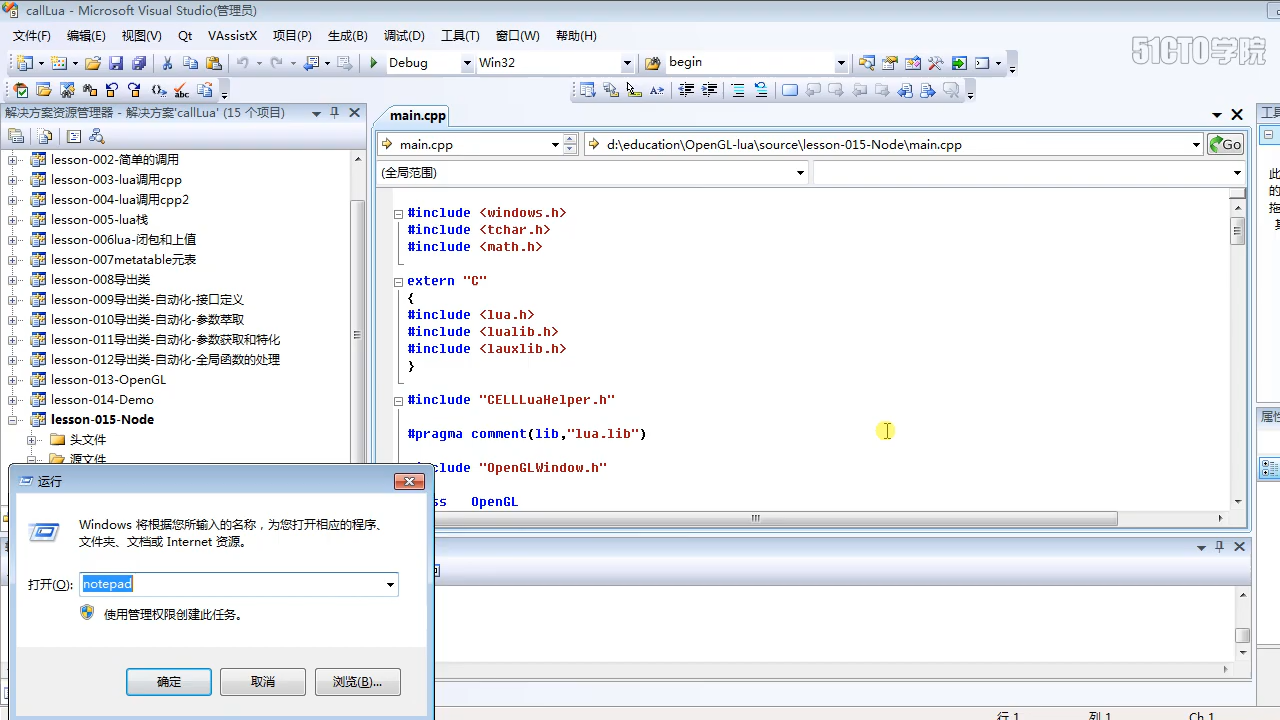 callLua - Microsoft Visual Studio(管理员)
文件(F) 编辑(E) 视图(V) Qt VAssistX 项目(P) 生成(B) 调试(D) 工具(T) 窗口(W) 帮助(H)
51CTO学院
Debug Win32 begin
解决方案资源管理器 - 解决方案'callLua' (15 个项目)
lesson-002-简单的调用
lesson-003-lua调用cpp
lesson-004-lua调用cpp2
lesson-005-lua栈
lesson-006lua-闭包和上值
lesson-007metatable元表
lesson-008导出类
lesson-009导出类-自动化-接口定义
lesson-010导出类-自动化-参数萃取
lesson-011导出类-自动化-参数获取和特化
lesson-012导出类-自动化-全局函数的处理
lesson-013-OpenGL
lesson-014-Demo
lesson-015-Node
头文件
源文件
main.cpp
main.cpp d:\education\OpenGL-lua\source\lesson-015-Node\main.cpp Go
(全局范围)
#include <windows.h>
#include <tchar.h>
#include <math.h>
extern "C"
{
#include <lua.h>
#include <lualib.h>
#include <lauxlib.h>
}
#include "CELLLuaHelper.h"
#pragma comment(lib,"lua.lib")
clude "OpenGLWindow.h"
ss OpenGL
工具
属性
运行
Windows 将根据您所输入的名称，为您打开相应的程序、
文件夹、文档或 Internet 资源。
打开(O): notepad
使用管理权限创建此任务。
确定 取消 浏览(B)...
行 1 列 1 Ch 1